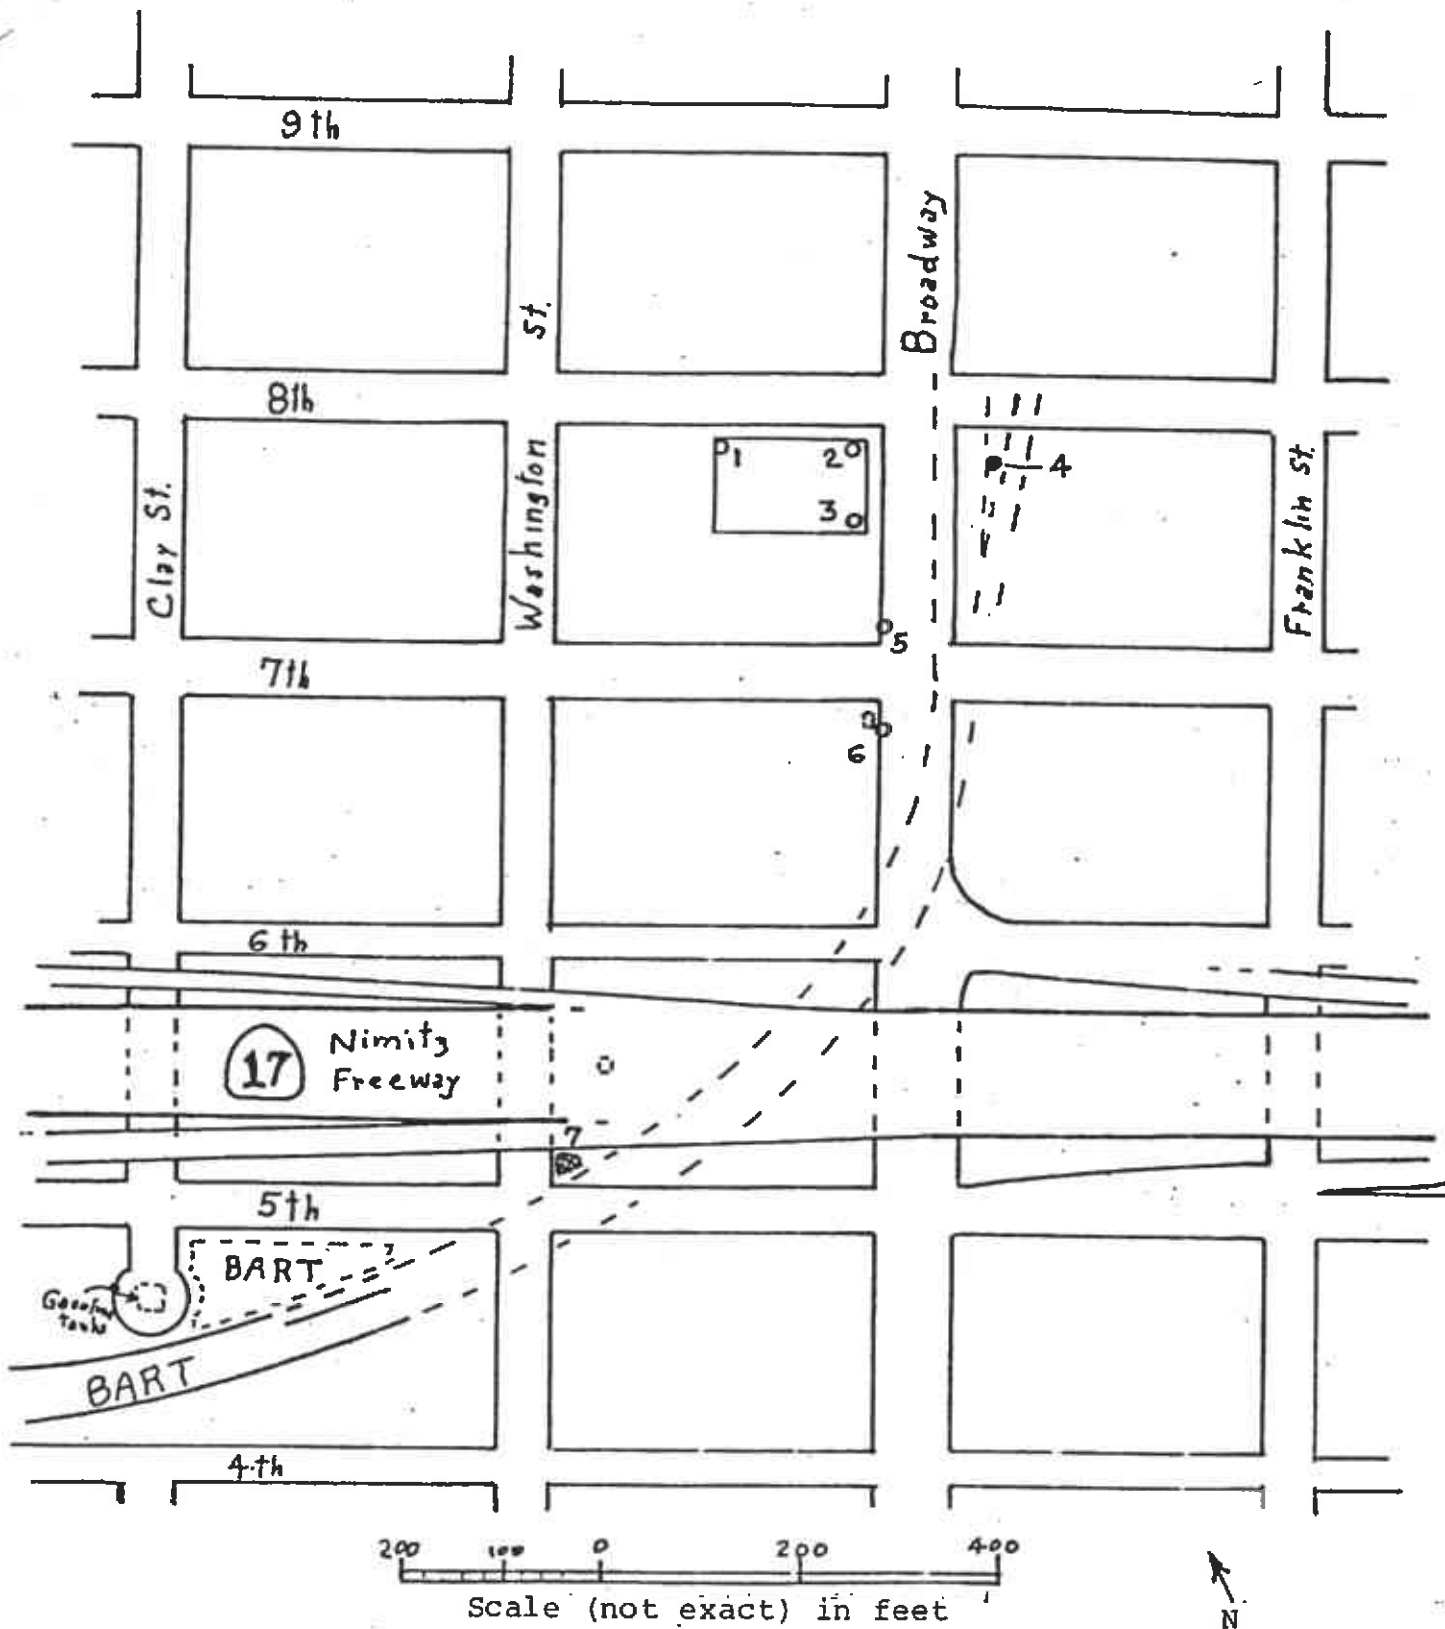 9th
Broadway
St.
8th
1
2
4
3
Clay St.
Washington
Franklin St.
5
7th
6
6th
17
Nimitz
Freeway
7
5th
BART
BART
4th
200 100 0 200 400
Scale (not exact) in feet
N